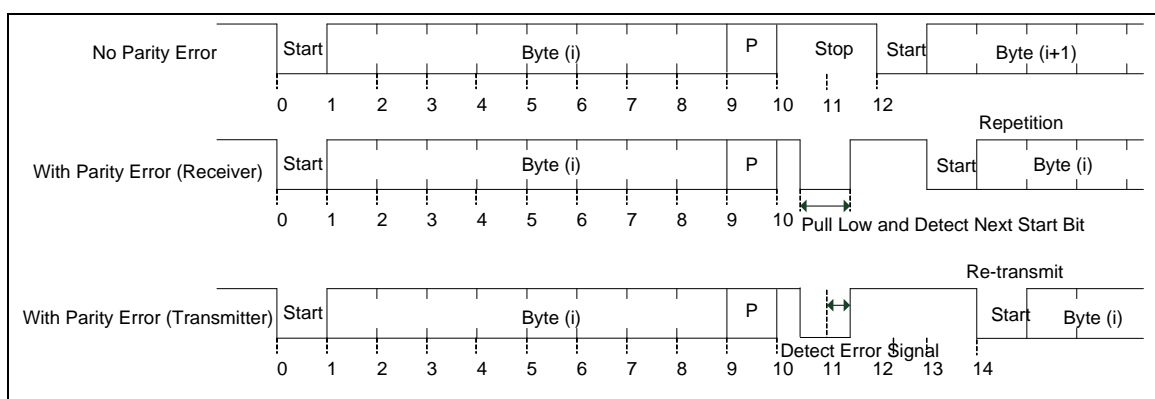 No Parity Error Start Byte (i) P Stop Start Byte (i+1)
0 1 2 3 4 5 6 7 8 9 10 11 12
Repetition
With Parity Error (Receiver) Start Byte (i) P Start Byte (i)
0 1 2 3 4 5 6 7 8 9 10
Pull Low and Detect Next Start Bit
Re-transmit
With Parity Error (Transmitter) Start Byte (i) P Start Byte (i)
Detect Error Signal
0 1 2 3 4 5 6 7 8 9 10 11 12 13 14